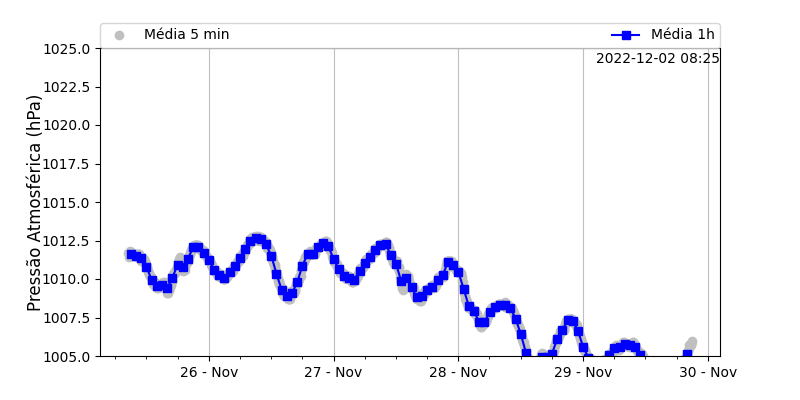 Média 5 min
Média 1h
2022-12-02 08:25
Pressão Atmosférica (hPa)
1025.0
1022.5
1020.0
1017.5
1015.0
1012.5
1010.0
1007.5
1005.0
26 - Nov
27 - Nov
28 - Nov
29 - Nov
30 - Nov